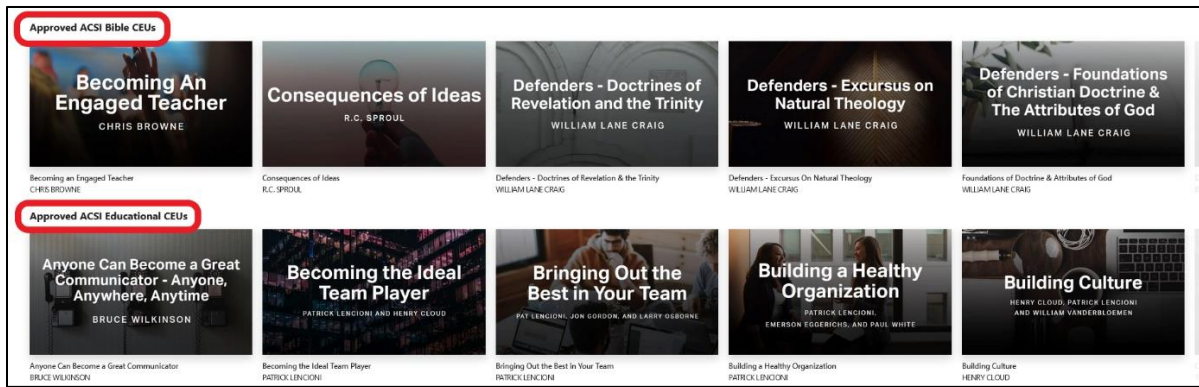 Approved ACSI Bible CEUs
Becoming An
Engaged Teacher
CHRIS BROWNE
Consequences of Ideas
R.C. SPROUL
Defenders - Doctrines of
Revelation and the Trinity
WILLIAM LANE CRAIG
Defenders - Excursus on
Natural Theology
WILLIAM LANE CRAIG
Defenders - Foundations
of Christian Doctrine &
The Attributes of God
WILLIAM LANE CRAIG
Becoming an Engaged Teacher
CHRIS BROWNE
Consequences of Ideas
R.C. SPROUL
Defenders - Doctrines of Revelation & the Trinity
WILLIAM LANE CRAIG
Defenders - Excursus On Natural Theology
WILLIAM LANE CRAIG
Foundations of Doctrine & Attributes of God
WILLIAM LANE CRAIG
Approved ACSI Educational CEUs
Anyone Can Become a Great
Communicator - Anyone,
Anywhere, Anytime
BRUCE WILKINSON
Becoming the Ideal
Team Player
PATRICK LENCIONI AND HENRY CLOUD
Bringing Out the
Best in Your Team
PAT LENCIONI, JON GORDON, AND LARRY OSBORNE
Building a Healthy
Organization
PATRICK LENCIONI,
EMERSON EGGERICHS, AND PAUL WHITE
Building Culture
HENRY CLOUD, PATRICK LENCIONI
AND WILLIAM VANDERBLOEMEN
Anyone Can Become a Great Communicator
BRUCE WILKINSON
Becoming the Ideal Team Player
PATRICK LENCIONI
Bringing Out the Best in Your Team
PATRICK LENCIONI
Building a Healthy Organization
PATRICK LENCIONI
Building Culture
HENRY CLOUD